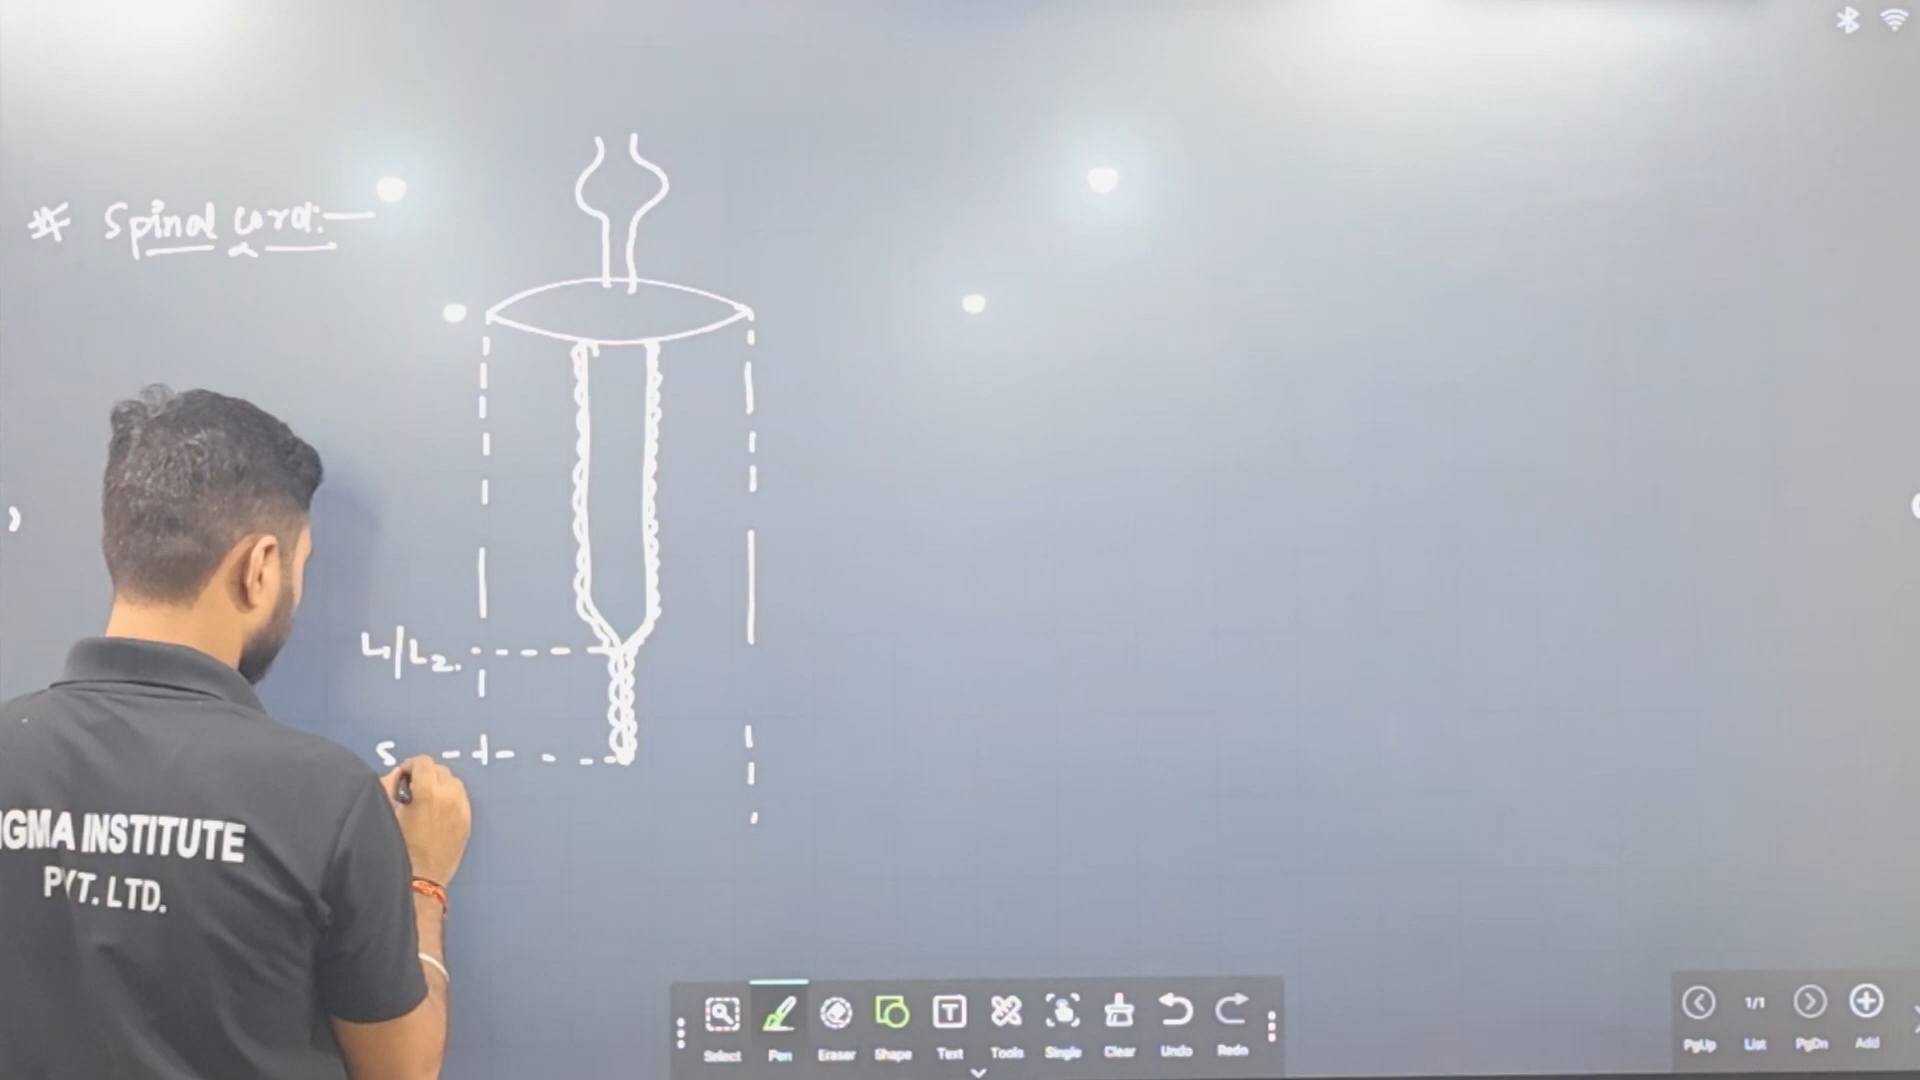 # Spinal cord:-
L1/L2.
S
IGMA INSTITUTE
PVT. LTD.
Select Pen Eraser Shape Text Tools Single Clear Undo Redo
1/1
PgUp List PgDn Add